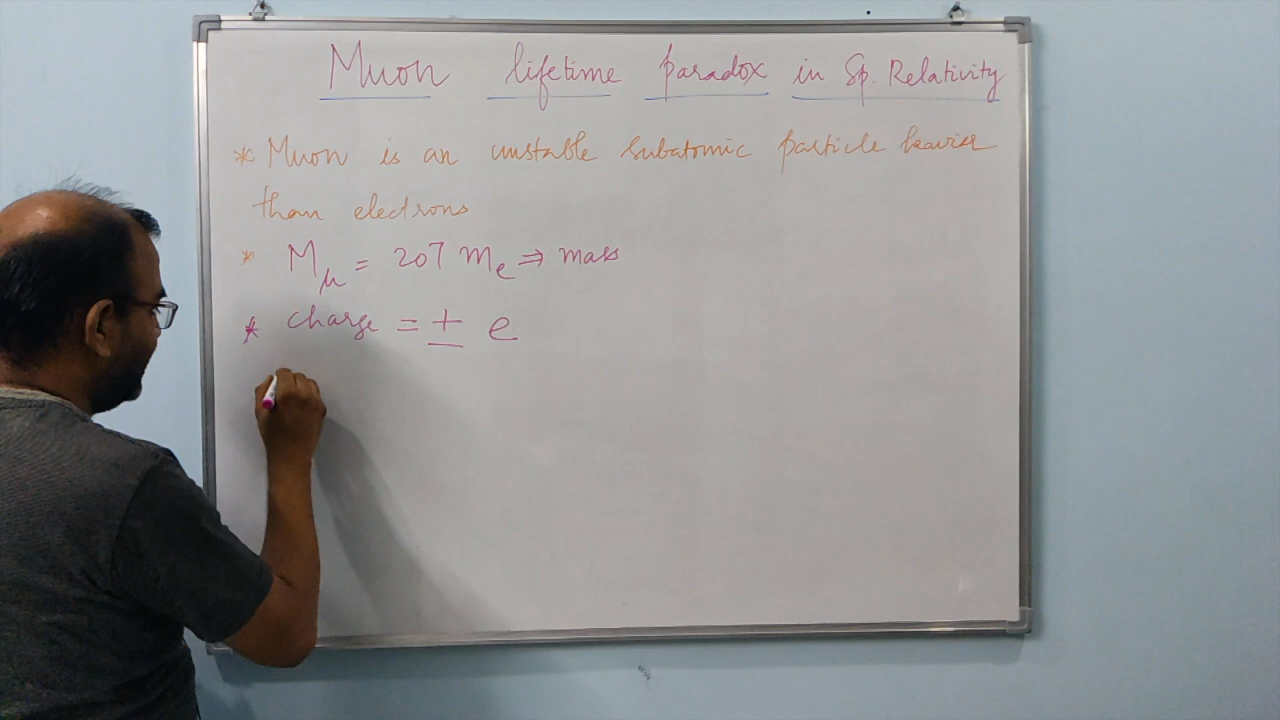 Muon lifetime paradox in Sp. Relativity
* Muon is an unstable subatomic particle heavier
than electrons
* Mμ = 207 me ⇒ mass
* charge = ± e